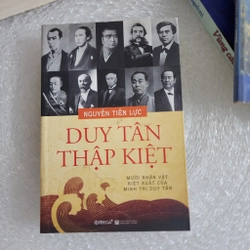 NGUYỄN TIẾN LỰC
DUY TÂN
THẬP KIỆT
MƯỜI NHÂN VẬT
KIỆT XUẤT CỦA
MINH TRỊ DUY TÂN